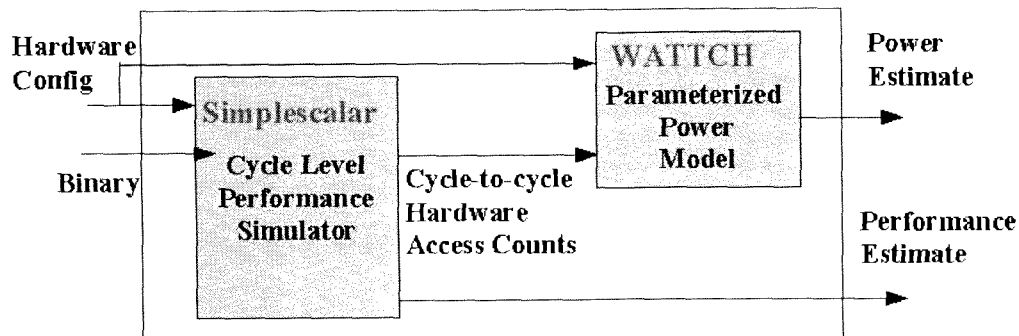 Hardware
Config
Binary
Simplescalar
Cycle Level
Performance
Simulator
Cycle-to-cycle
Hardware
Access Counts
WATTCH
Parameterized
Power
Model
Power
Estimate
Performance
Estimate